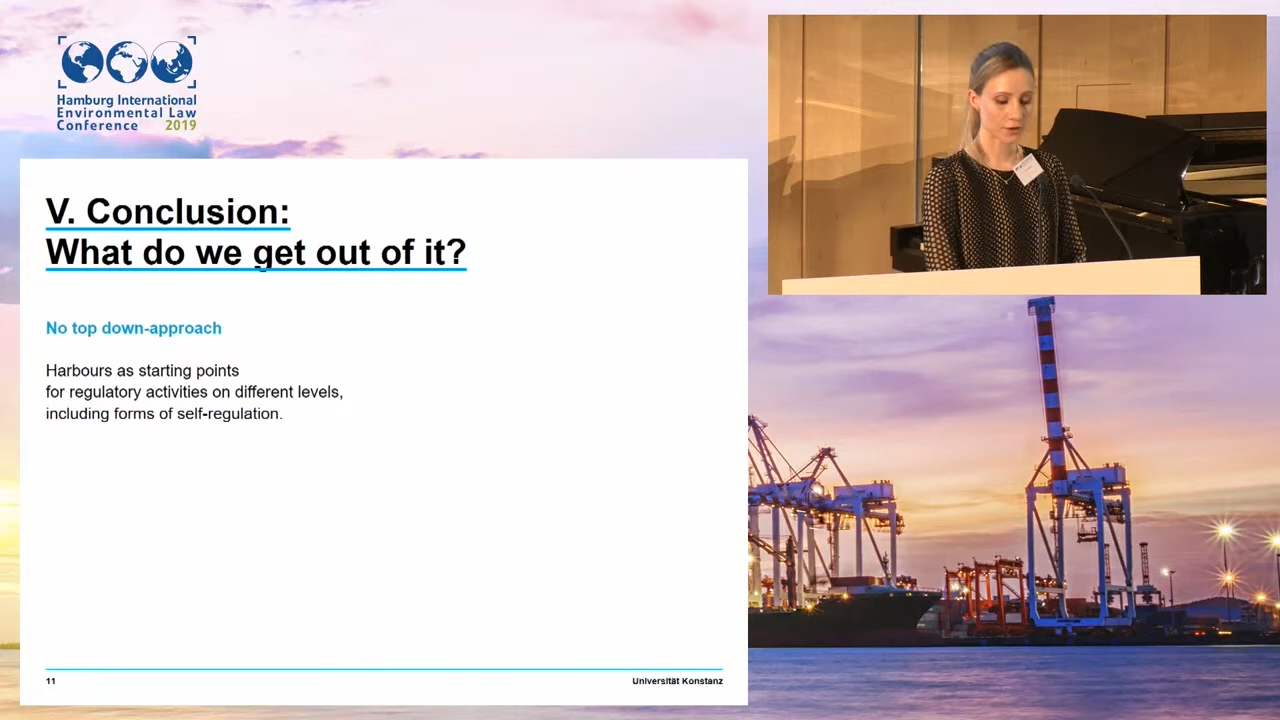 Hamburg International
Environmental Law
Conference 2019
V. Conclusion:
What do we get out of it?
No top down-approach
Harbours as starting points
for regulatory activities on different levels,
including forms of self-regulation.
11
Universität Konstanz